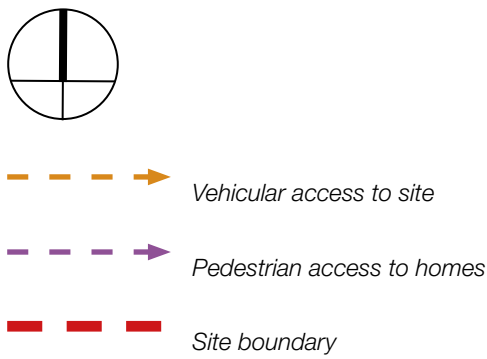 Vehicular access to site
Pedestrian access to homes
Site boundary